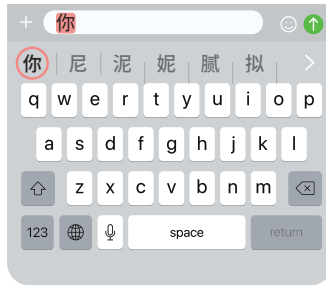 你
你 尼 泥 妮 腻 拟
q w e r t y u i o p
a s d f g h j k l
z x c v b n m
123 space return